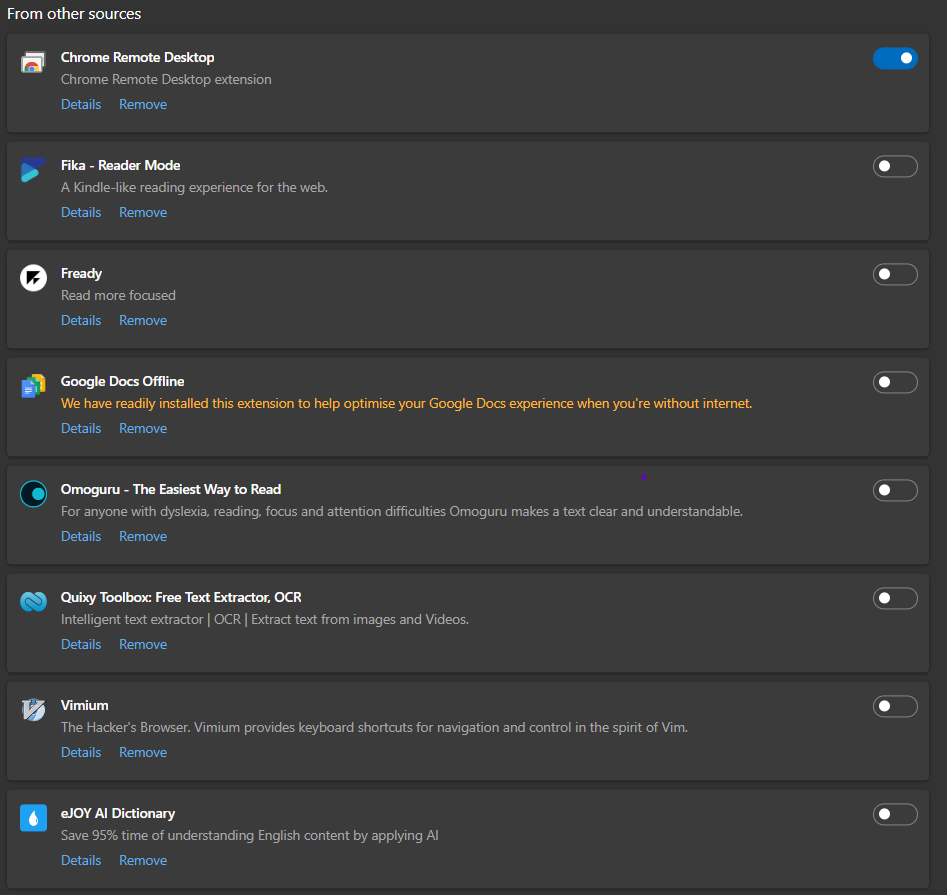 From other sources
Chrome Remote Desktop
Chrome Remote Desktop extension
Details Remove
Fika - Reader Mode
A Kindle-like reading experience for the web.
Details Remove
Fready
Read more focused
Details Remove
Google Docs Offline
We have readily installed this extension to help optimise your Google Docs experience when you're without internet.
Details Remove
Omoguru - The Easiest Way to Read
For anyone with dyslexia, reading, focus and attention difficulties Omoguru makes a text clear and understandable.
Details Remove
Quixy Toolbox: Free Text Extractor, OCR
Intelligent text extractor | OCR | Extract text from images and Videos.
Details Remove
Vimium
The Hacker's Browser. Vimium provides keyboard shortcuts for navigation and control in the spirit of Vim.
Details Remove
eJOY AI Dictionary
Save 95% time of understanding English content by applying AI
Details Remove